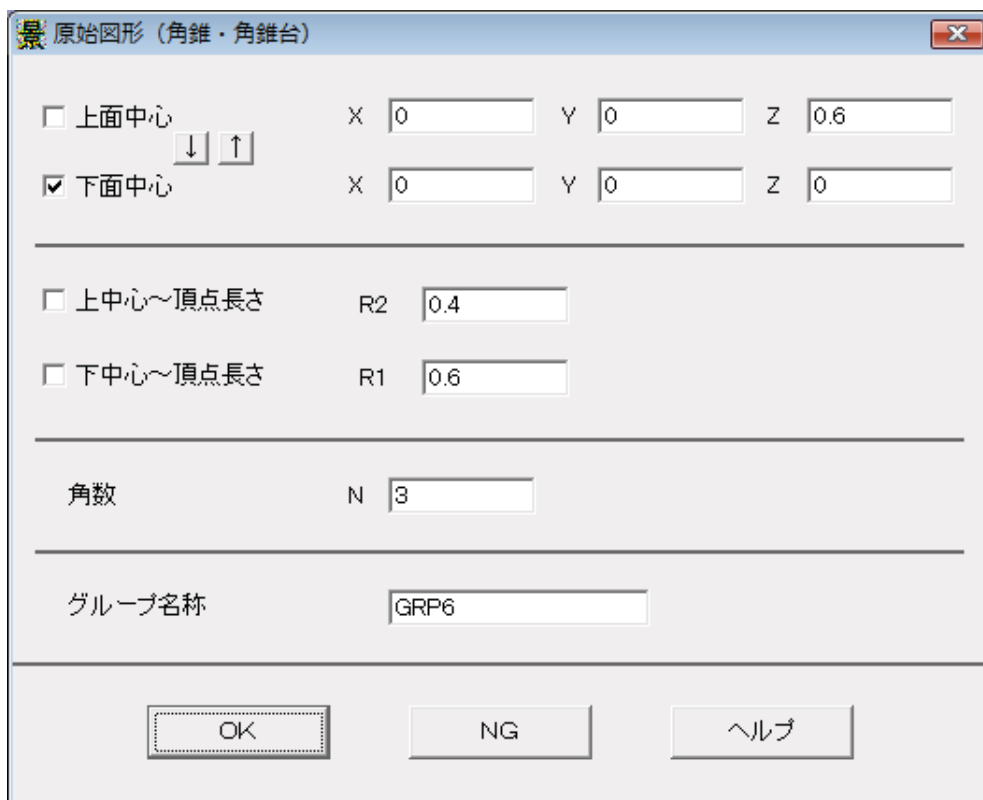 景 原始図形（角錐・角錐台）
上面中心 X 0 Y 0 Z 0.6
↓ ↑
下面中心 X 0 Y 0 Z 0
上中心～頂点長さ R2 0.4
下中心～頂点長さ R1 0.6
角数 N 3
グループ名称 GRP6
OK NG ヘルプ